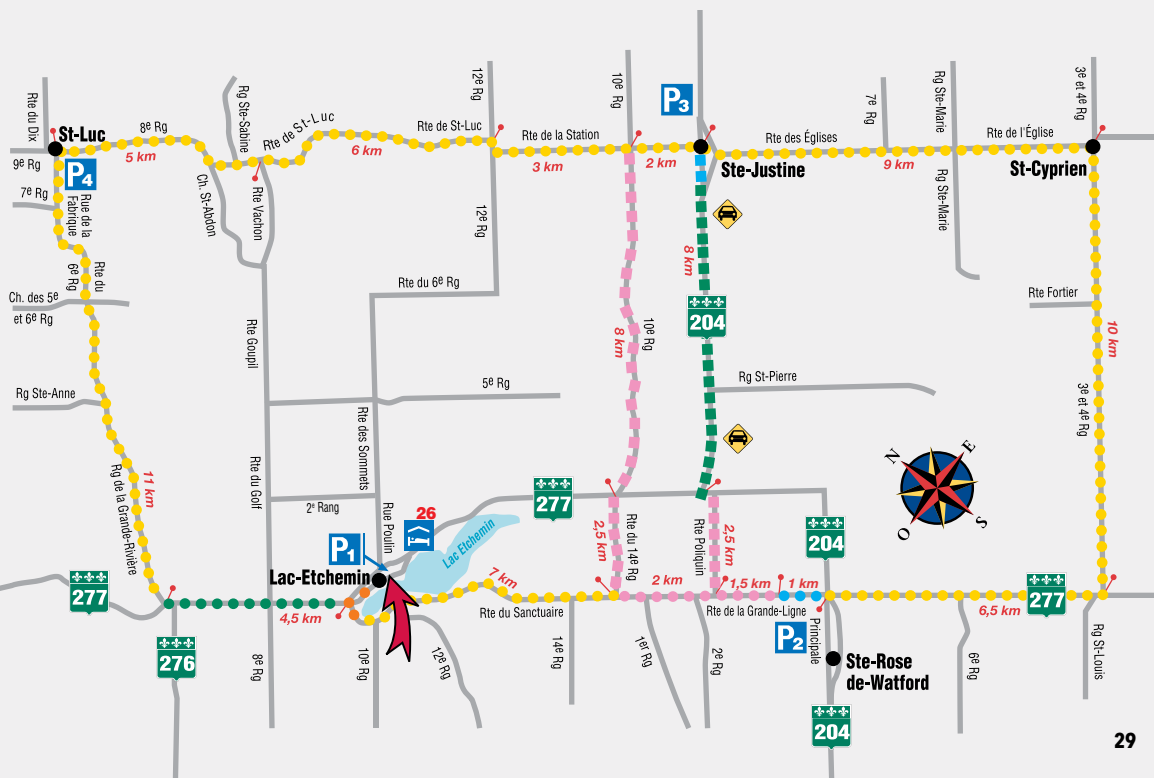 Rte du Dix
St-Luc
8e Rg
5 km
Rg Ste-Sabine
Rte de St-Luc
6 km
Rte de St-Luc
12e Rg
Rte de la Station
3 km
10e Rg
2 km
P3
Ste-Justine
Rte des Églises
9 km
7e Rg
Rg Ste-Marie
Rte de l'Église
3e et 4e Rg
St-Cyprien
9e Rg
P4
7e Rg
Rue de la
Fabrique
Ch. St-Abdon
Rte Vachon
12e Rg
Rg Ste-Marie
Rte du
6e Rg
Ch. des 5e
et 6e Rg
Rte du 6e Rg
8 km
204
Rte Fortier
10 km
Rte Goupil
8 km
10e Rg
Rg Ste-Anne
5e Rg
Rg St-Pierre
3e et 4e Rg
11 km
Rg de la Grande-Rivière
Rte du Golf
Rte des Sommets
2e Rang
Rue Poulin
26
277
N
E
S
O
P1
Lac Etchemin
Lac-Etchemin
2,5 km
Rte du 14e Rg
Rte Poliquin
2,5 km
204
277
4,5 km
7 km
Rte du Sanctuaire
2 km
1,5 km
1 km
Rte de la Grande-Ligne
6,5 km
277
276
8e Rg
10e Rg
12e Rg
14e Rg
1er Rg
2e Rg
P2
Principale
Ste-Rose
de-Watford
6e Rg
Rg St-Louis
204
29